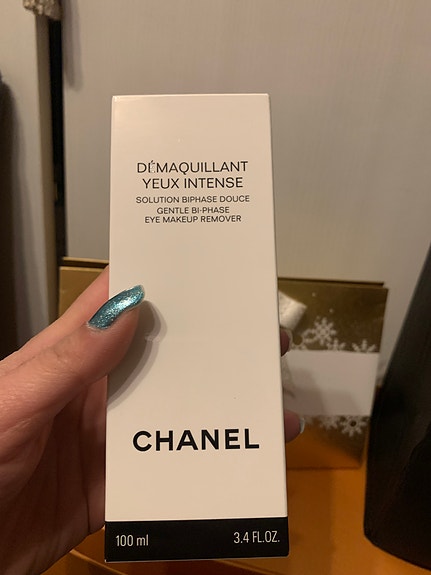 DÉMAQUILLANT
YEUX INTENSE
SOLUTION BIPHASE DOUCE
GENTLE BI-PHASE
EYE MAKEUP REMOVER
CHANEL
100 ml 3.4 FL.OZ.